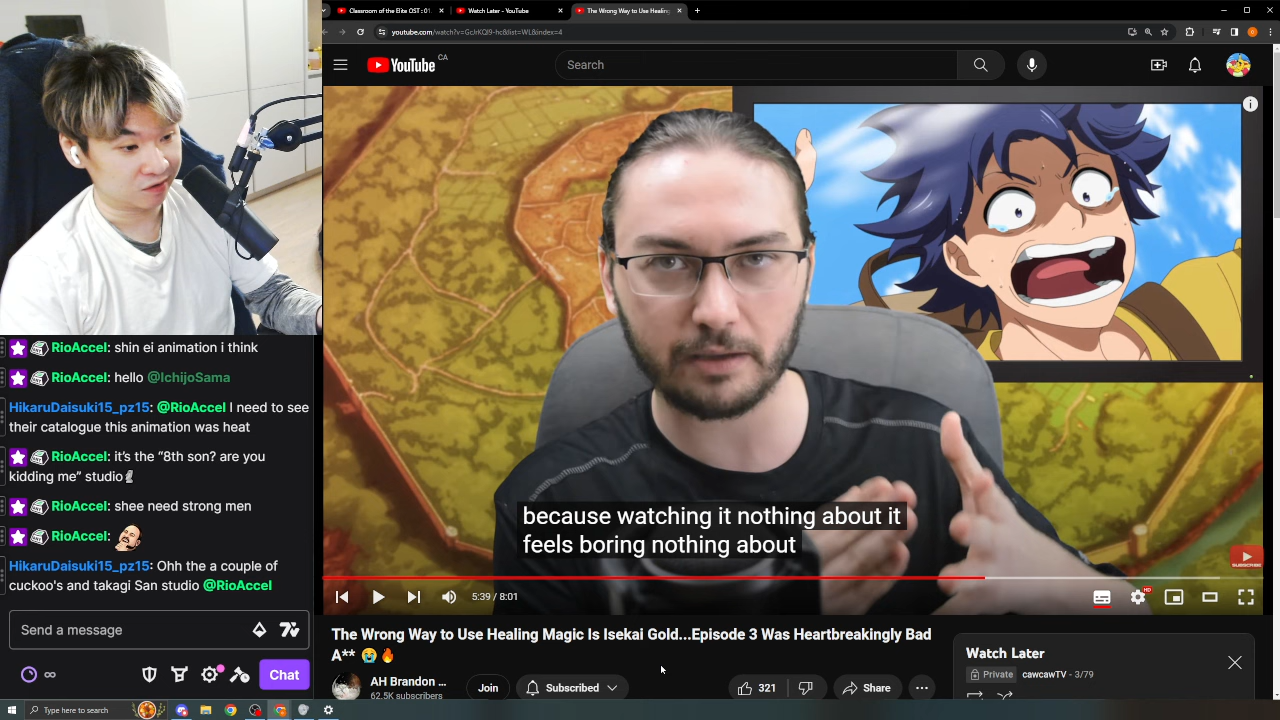 Classroom of the Elite OST : 01.
Watch Later - YouTube
The Wrong Way to Use Healing
youtube.com/watch?v=GcJrKQl9-hc&list=WL&index=4
YouTube CA
Search
RioAccel: shin ei animation i think
RioAccel: hello @IchijoSama
HikaruDaisuki15_pz15: @RioAccel I need to see
their catalogue this animation was heat
RioAccel: it's the “8th son? are you
kidding me” studio
RioAccel: shee need strong men
RioAccel:
HikaruDaisuki15_pz15: Ohh the a couple of
cuckoo's and takagi San studio @RioAccel
Send a message
Chat
because watching it nothing about it
feels boring nothing about
SUBSCRIBE
5:39 / 8:01
HD
The Wrong Way to Use Healing Magic Is Isekai Gold...Episode 3 Was Heartbreakingly Bad
A** 😭🔥
AH Brandon ...
62.5K subscribers
Join
Subscribed
321
Share
Watch Later
Private
cawcawTV - 3/79
Type here to search